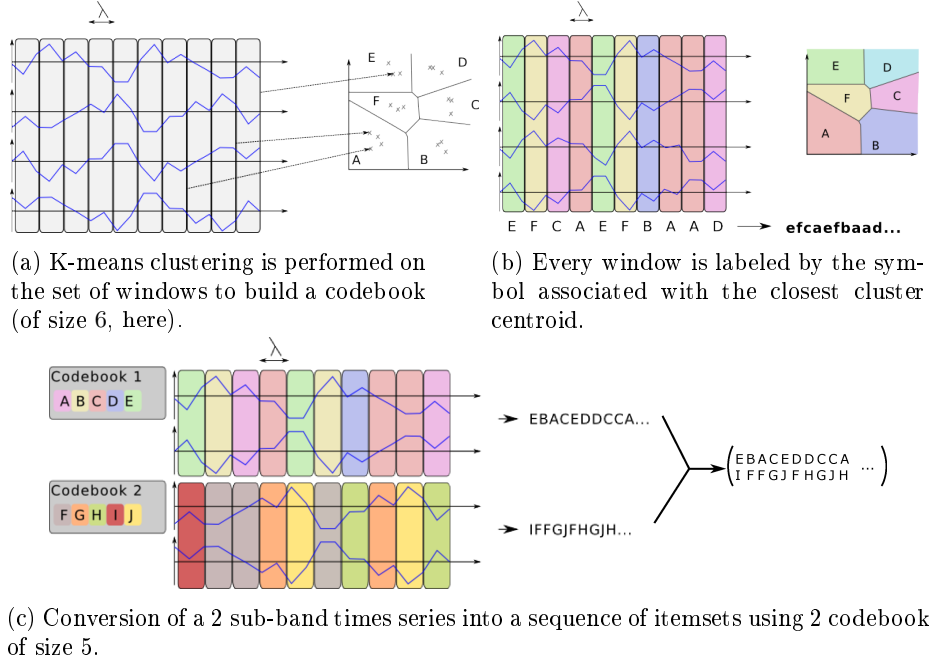 λ
E
D
F
C
A
B
(a) K-means clustering is performed on
the set of windows to build a codebook
(of size 6, here).
λ
E F C A E F B A A D
efcaefbaad...
E
D
F
C
A
B
(b) Every window is labeled by the sym-
bol associated with the closest cluster
centroid.
λ
Codebook 1
A B C D E
Codebook 2
F G H I J
EBACEDDCCA...
IFFGJFHGJH...
EBACEDDCCA
IFFGJFHGJH
...
(c) Conversion of a 2 sub-band times series into a sequence of itemsets using 2 codebook
of size 5.